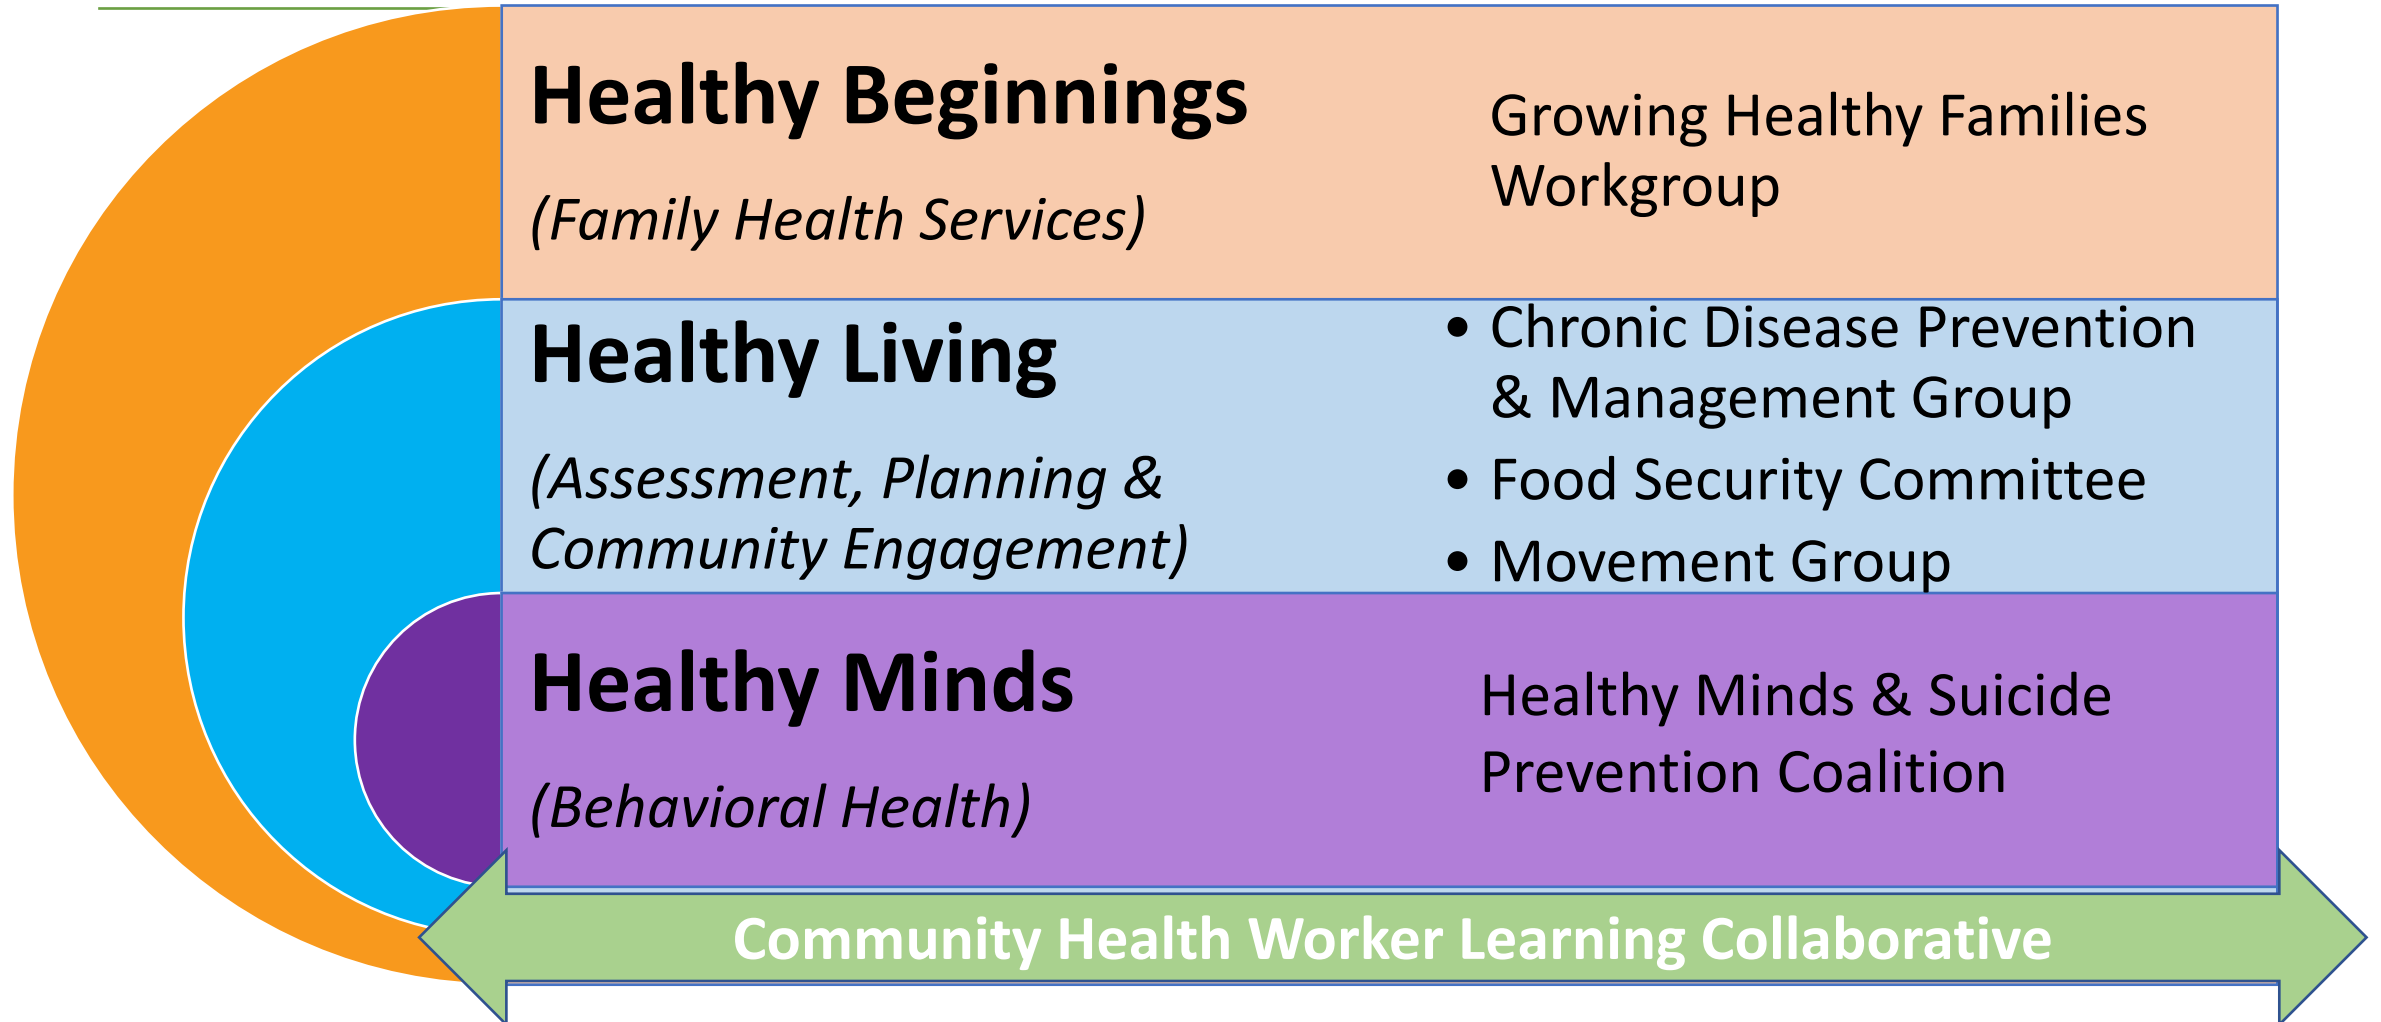 Healthy Beginnings
(Family Health Services)
Growing Healthy Families
Workgroup
Healthy Living
(Assessment, Planning &
Community Engagement)
• Chronic Disease Prevention
& Management Group
• Food Security Committee
• Movement Group
Healthy Minds
(Behavioral Health)
Healthy Minds & Suicide
Prevention Coalition
Community Health Worker Learning Collaborative